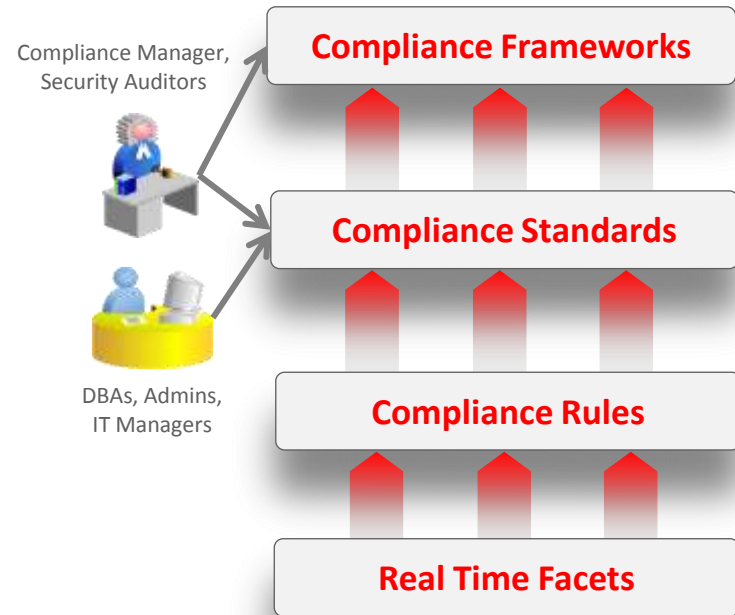 Compliance Frameworks
Compliance Manager,
Security Auditors
Compliance Standards
DBAs, Admins,
IT Managers
Compliance Rules
Real Time Facets